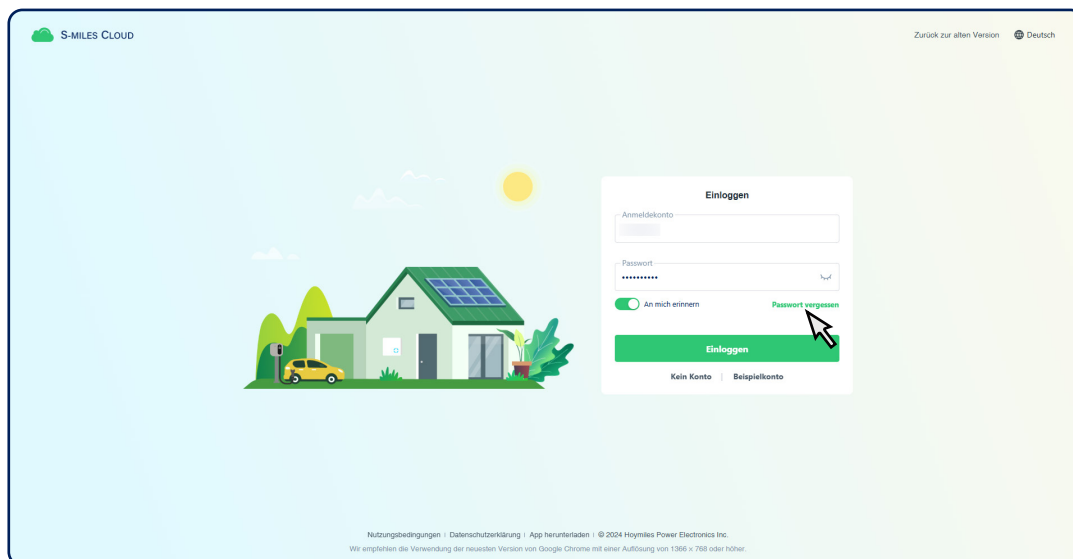 S-MILES CLOUD
Zurück zur alten Version Deutsch
Einloggen
Anmeldekonto
Passwort
••••••••••
An mich erinnern Passwort vergessen
Einloggen
Kein Konto | Beispielkonto
Nutzungsbedingungen | Datenschutzerklärung | App herunterladen | © 2024 Hoymiles Power Electronics Inc.
Wir empfehlen die Verwendung der neuesten Version von Google Chrome mit einer Auflösung von 1366 x 768 oder höher.